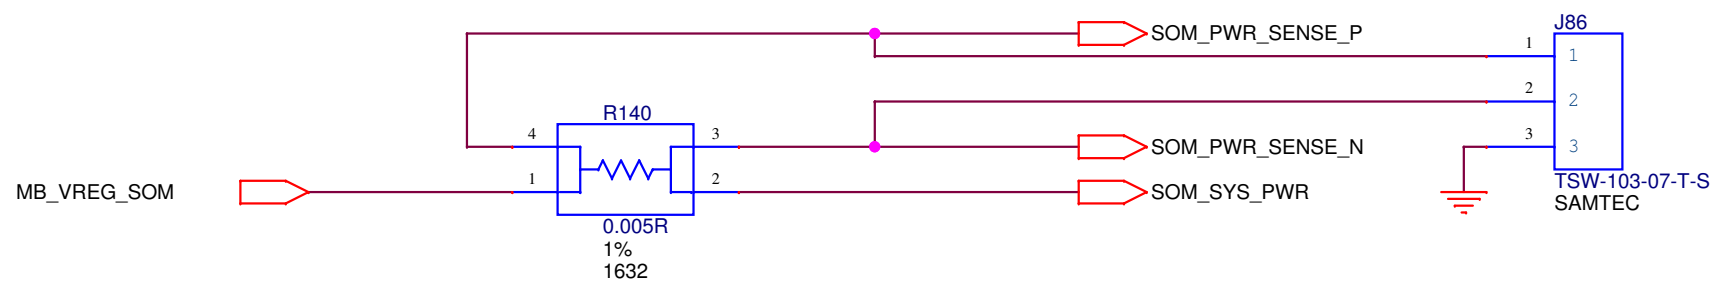 J86
SOM_PWR_SENSE_P
1
1
2
2
R140
4
3
SOM_PWR_SENSE_N
3
3
1
2
MB_VREG_SOM
SOM_SYS_PWR
TSW-103-07-T-S
SAMTEC
0.005R
1%
1632